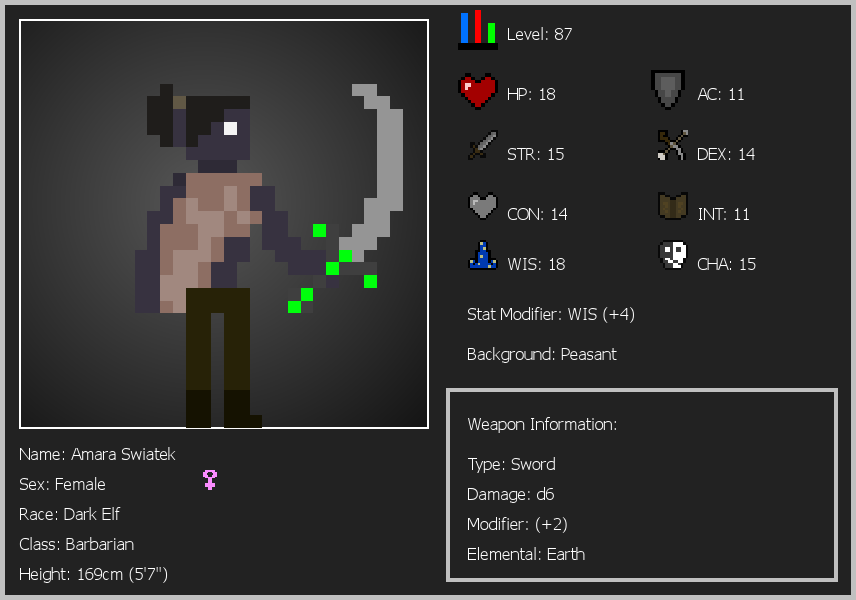 Level: 87
HP: 18
AC: 11
STR: 15
DEX: 14
CON: 14
INT: 11
WIS: 18
CHA: 15
Stat Modifier: WIS (+4)
Background: Peasant
Name: Amara Swiatek
Sex: Female
Race: Dark Elf
Class: Barbarian
Height: 169cm (5'7")
Weapon Information:
Type: Sword
Damage: d6
Modifier: (+2)
Elemental: Earth